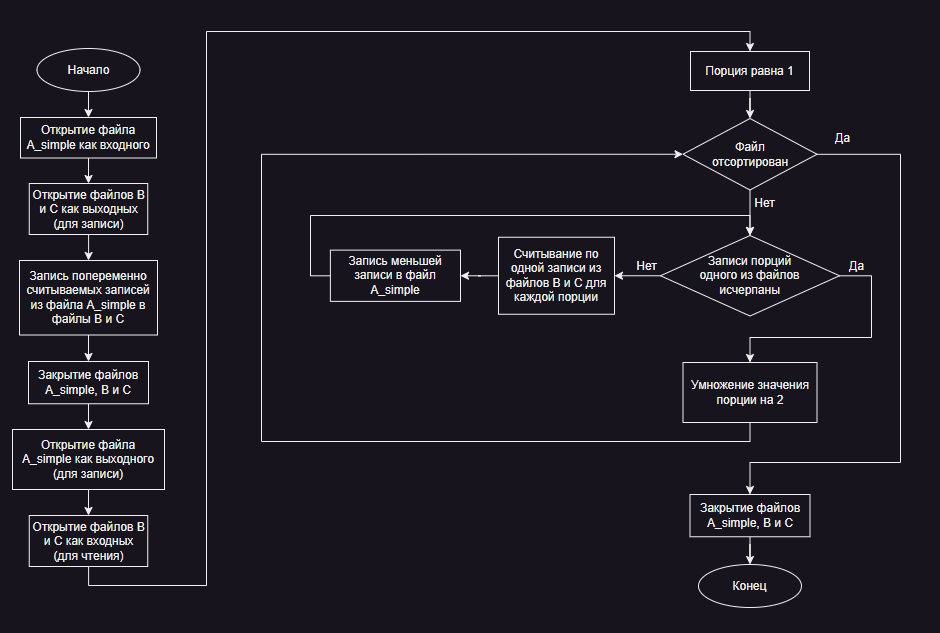 Начало
Открытие файла
A_simple как входного
Открытие файлов B
и C как выходных
(для записи)
Запись попеременно
считываемых записей
из файла A_simple в
файлы B и C
Закрытие файлов
A_simple, B и C
Открытие файла
A_simple как выходного
(для записи)
Открытие файлов B
и C как входных
(для чтения)
Порция равна 1
Файл
отсортирован
Да
Нет
Записи порций
одного из файлов
исчерпаны
Нет
Да
Считывание по
одной записи из
файлов B и C для
каждой порции
Запись меньшей
записи в файл
A_simple
Умножение значения
порции на 2
Закрытие файлов
A_simple, B и C
Конец